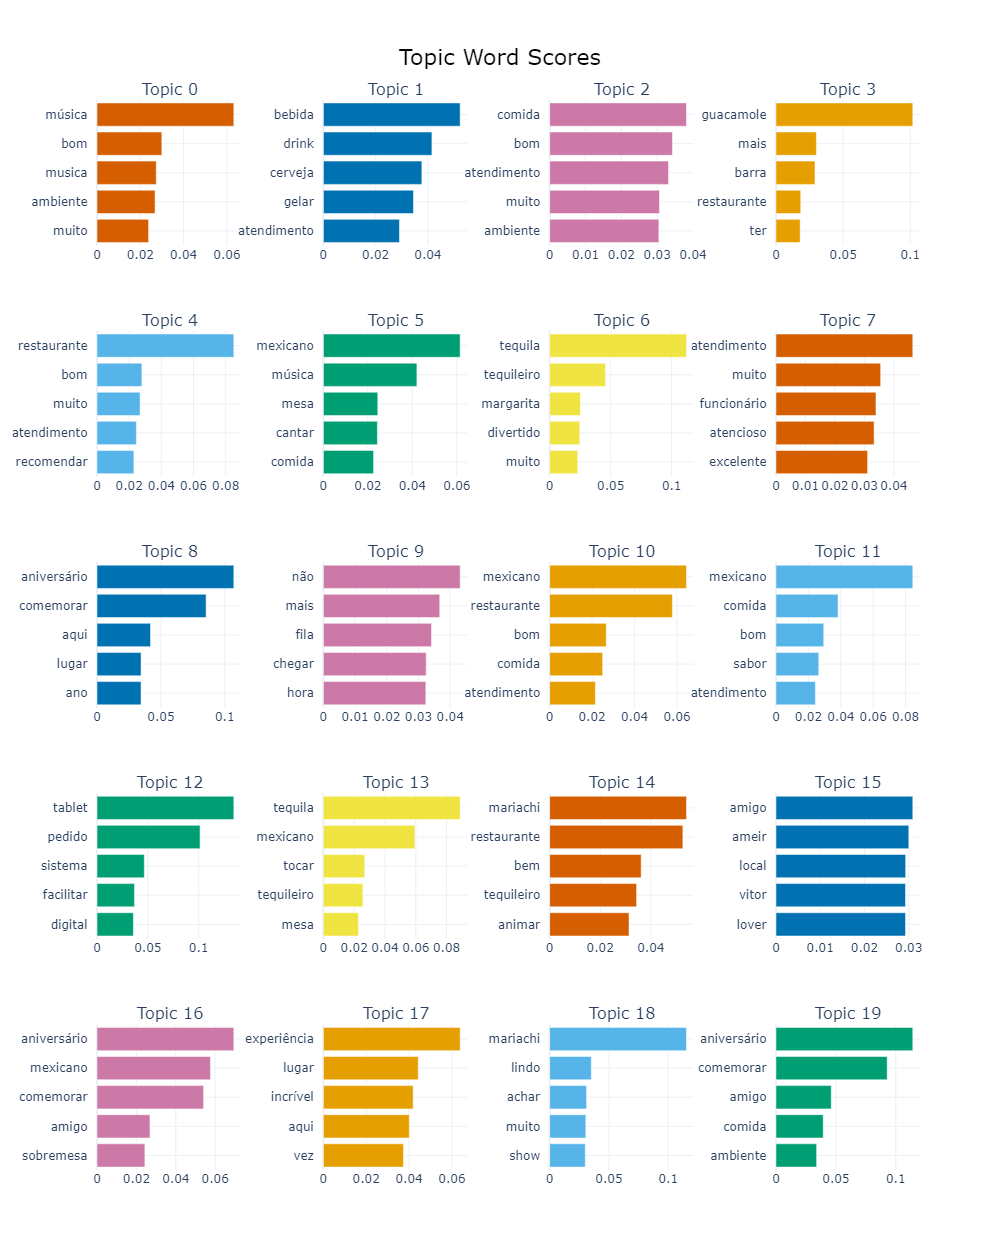 Topic Word Scores
Topic 0
música
bom
musica
ambiente
muito
0 0.02 0.04 0.06
Topic 1
bebida
drink
cerveja
gelar
atendimento
0 0.02 0.04
Topic 2
comida
bom
atendimento
muito
ambiente
0 0.01 0.02 0.03 0.04
Topic 3
guacamole
mais
barra
restaurante
ter
0 0.05 0.1
Topic 4
restaurante
bom
muito
atendimento
recomendar
0 0.02 0.04 0.06 0.08
Topic 5
mexicano
música
mesa
cantar
comida
0 0.02 0.04 0.06
Topic 6
tequila
tequileiro
margarita
divertido
muito
0 0.05 0.1
Topic 7
atendimento
muito
funcionário
atencioso
excelente
0 0.01 0.02 0.03 0.04
Topic 8
aniversário
comemorar
aqui
lugar
ano
0 0.05 0.1
Topic 9
não
mais
fila
chegar
hora
0 0.01 0.02 0.03 0.04
Topic 10
mexicano
restaurante
bom
comida
atendimento
0 0.02 0.04 0.06
Topic 11
mexicano
comida
bom
sabor
atendimento
0 0.02 0.04 0.06 0.08
Topic 12
tablet
pedido
sistema
facilitar
digital
0 0.05 0.1
Topic 13
tequila
mexicano
tocar
tequileiro
mesa
0 0.02 0.04 0.06 0.08
Topic 14
mariachi
restaurante
bem
tequileiro
animar
0 0.02 0.04
Topic 15
amigo
ameir
local
vitor
lover
0 0.01 0.02 0.03
Topic 16
aniversário
mexicano
comemorar
amigo
sobremesa
0 0.02 0.04 0.06
Topic 17
experiência
lugar
incrível
aqui
vez
0 0.02 0.04 0.06
Topic 18
mariachi
lindo
achar
muito
show
0 0.05 0.1
Topic 19
aniversário
comemorar
amigo
comida
ambiente
0 0.05 0.1